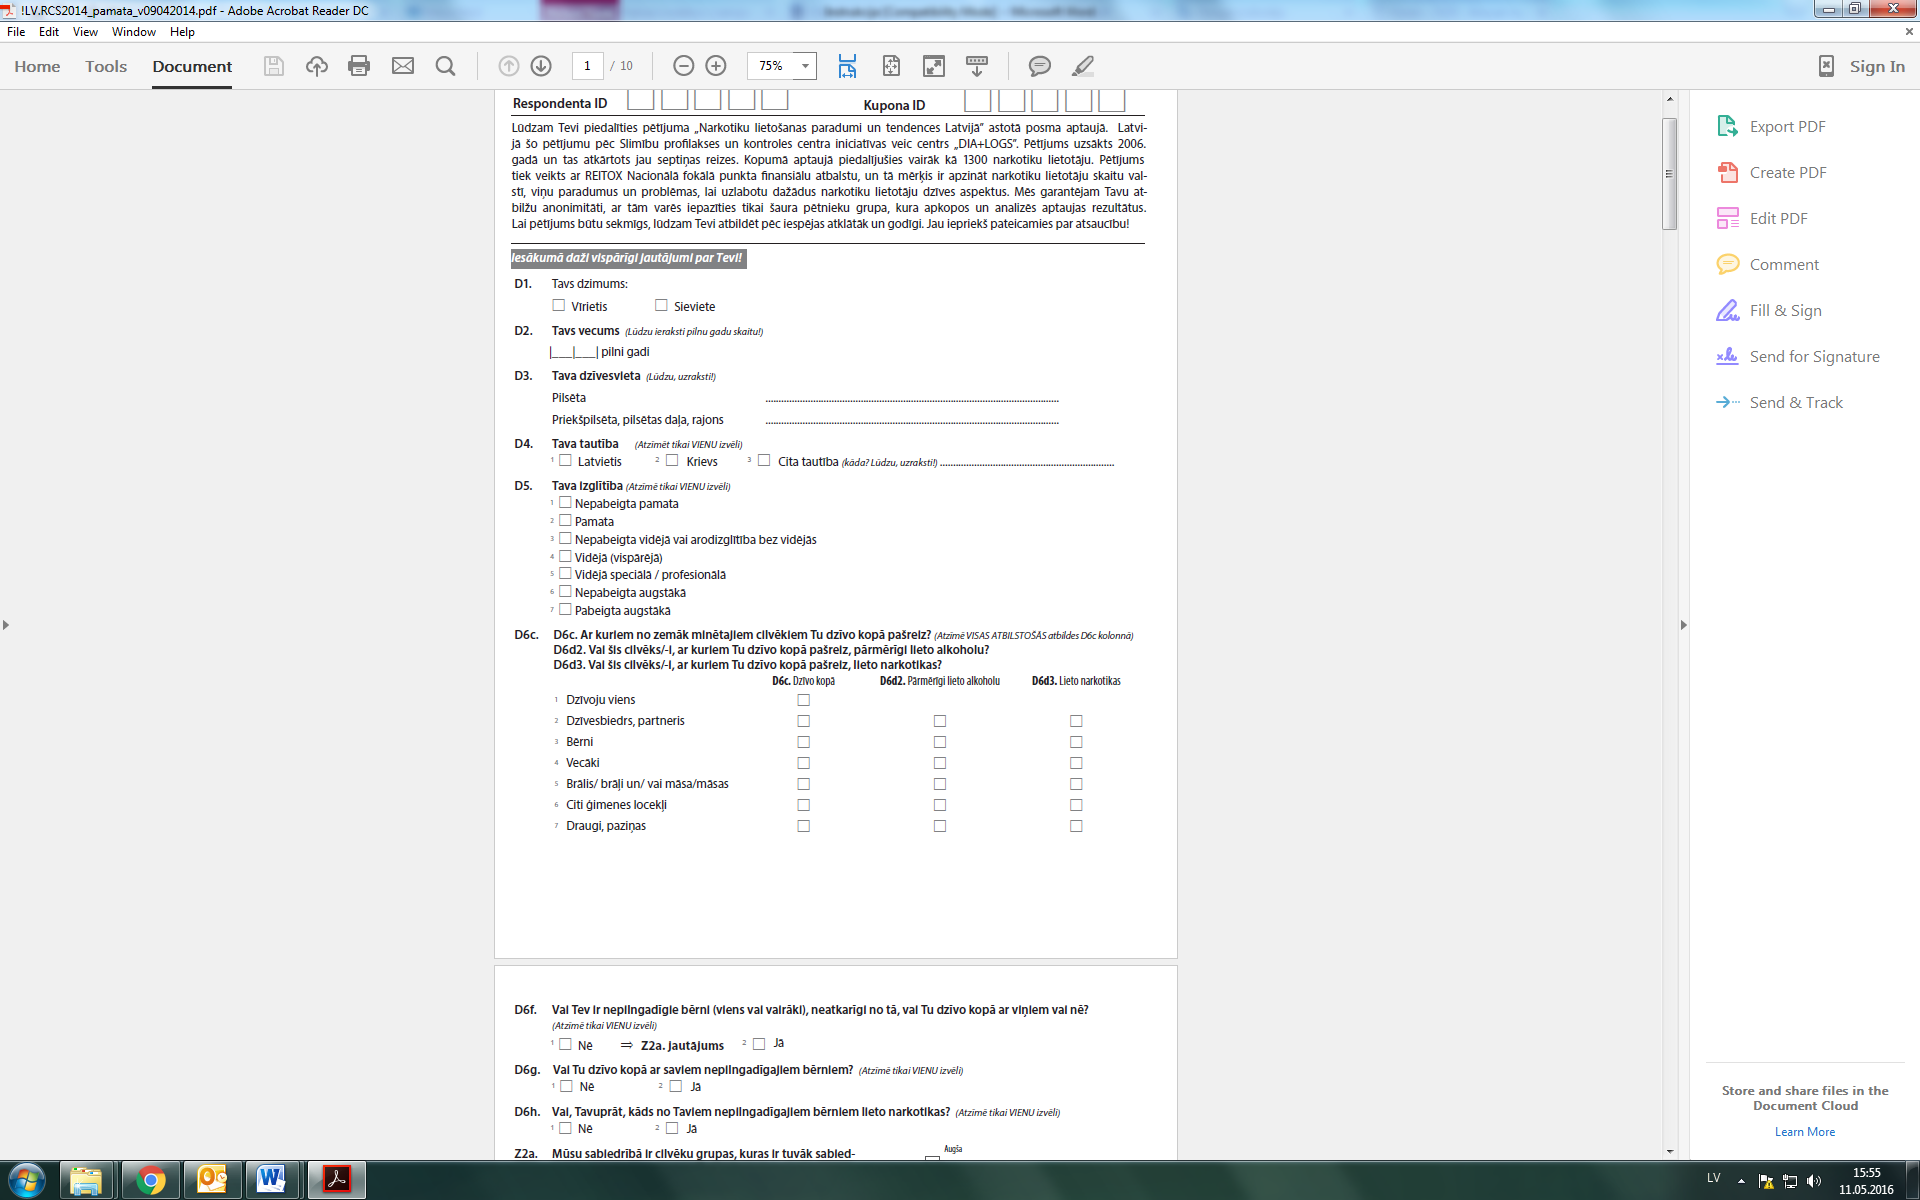 !LV.RCS2014_pamata_v09042014.pdf - Adobe Acrobat Reader DC
File Edit View Window Help
Home Tools Document 1 / 10 75% Sign In
Respondenta ID Kupona ID
Lūdzam Tevi piedalīties pētījuma „Narkotiku lietošanas paradumi un tendences Latvijā” astotā posma aptaujā. Latvi-
jā šo pētījumu pēc Slimību profilakses un kontroles centra iniciatīvas veic centrs „DIA+LOGS”. Pētījums uzsākts 2006.
gadā un tas atkārtots jau septiņas reizes. Kopumā aptaujā piedalījušies vairāk kā 1300 narkotiku lietotāju. Pētījums
tiek veikts ar REITOX Nacionālā fokālā punkta finansiālu atbalstu, un tā mērķis ir apzināt narkotiku lietotāju skaitu val-
stī, viņu paradumus un problēmas, lai uzlabotu dažādus narkotiku lietotāju dzīves aspektus. Mēs garantējam Tavu at-
bilžu anonimitāti, ar tām varēs iepazīties tikai šaura pētnieku grupa, kura apkopos un analizēs aptaujas rezultātus.
Lai pētījums būtu sekmīgs, lūdzam Tevi atbildēt pēc iespējas atklātāk un godīgi. Jau iepriekš pateicamies par atsaucību!
Iesākumā daži vispārīgi jautājumi par Tevi!
D1. Tavs dzimums:
Vīrietis Sieviete
D2. Tavs vecums (Lūdzu ieraksti pilnu gadu skaitu!)
|___|___| pilni gadi
D3. Tava dzīvesvieta (Lūdzu, uzraksti!)
Pilsēta
Priekšpilsēta, pilsētas daļa, rajons
D4. Tava tautība (Atzīmēt tikai VIENU izvēli)
1 Latvietis 2 Krievs 3 Cita tautība (kāda? Lūdzu, uzraksti!)
D5. Tava izglītība (Atzīmē tikai VIENU izvēli)
1 Nepabeigta pamata
2 Pamata
3 Nepabeigta vidējā vai arodizglītība bez vidējās
4 Vidējā (vispārējā)
5 Vidējā speciālā / profesionālā
6 Nepabeigta augstākā
7 Pabeigta augstākā
D6c. D6c. Ar kuriem no zemāk minētajiem cilvēkiem Tu dzīvo kopā pašreiz? (Atzīmē VISAS ATBILSTOŠĀS atbildes D6c kolonnā)
D6d2. Vai šis cilvēks/-i, ar kuriem Tu dzīvo kopā pašreiz, pārmērīgi lieto alkoholu?
D6d3. Vai šis cilvēks/-i, ar kuriem Tu dzīvo kopā pašreiz, lieto narkotikas?
D6c. Dzīvo kopā D6d2. Pārmērīgi lieto alkoholu D6d3. Lieto narkotikas
1 Dzīvoju viens
2 Dzīvesbiedrs, partneris
3 Bērni
4 Vecāki
5 Brālis/ brāļi un/ vai māsa/māsas
6 Citi ģimenes locekļi
7 Draugi, paziņas
D6f. Vai Tev ir nepilngadīgie bērni (viens vai vairāki), neatkarīgi no tā, vai Tu dzīvo kopā ar viņiem vai nē?
(Atzīmē tikai VIENU izvēli)
1 Nē ⇒ Z2a. jautājums 2 Jā
D6g. Vai Tu dzīvo kopā ar saviem nepilngadīgajiem bērniem? (Atzīmē tikai VIENU izvēli)
1 Nē 2 Jā
D6h. Vai, Tavuprāt, kāds no Taviem nepilngadīgajiem bērniem lieto narkotikas? (Atzīmē tikai VIENU izvēli)
1 Nē 2 Jā
Augša
Z2a. Mūsu sabiedrībā ir cilvēku grupas, kuras ir tuvāk sabied-
Export PDF
Create PDF
Edit PDF
Comment
Fill & Sign
Send for Signature
Send & Track
Store and share files in the
Document Cloud
Learn More
LV
15:55
11.05.2016